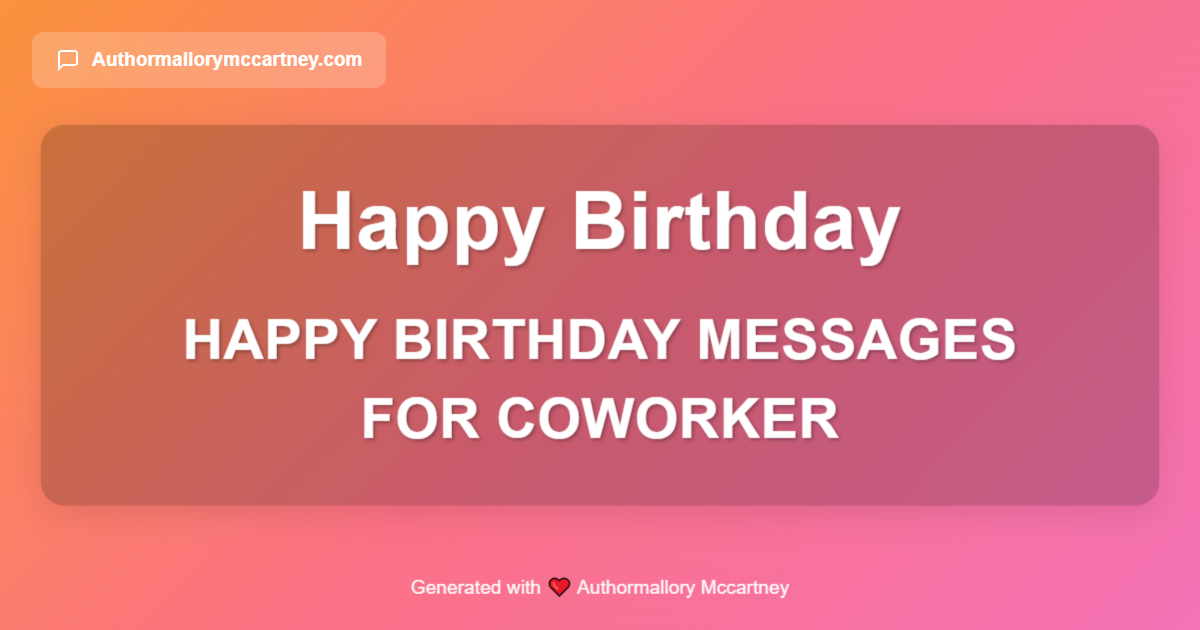 Authormallorymccartney.com
Happy Birthday
HAPPY BIRTHDAY MESSAGES
FOR COWORKER
Generated with ❤️ Authormallory Mccartney